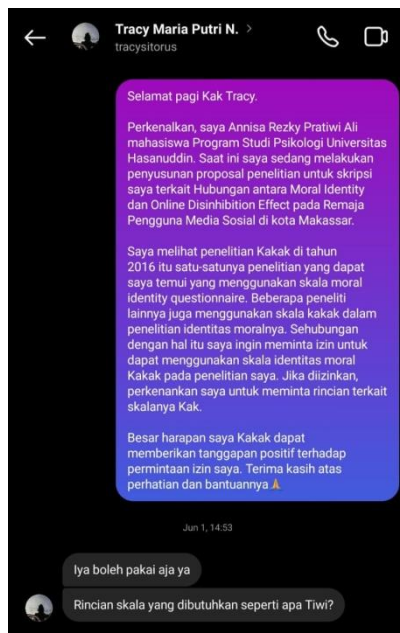 Tracy Maria Putri N.
tracysitorus
Selamat pagi Kak Tracy.
Perkenalkan, saya Annisa Rezky Pratiwi Ali
mahasiswa Program Studi Psikologi Universitas
Hasanuddin. Saat ini saya sedang melakukan
penyusunan proposal penelitian untuk skripsi
saya terkait Hubungan antara Moral Identity
dan Online Disinhibition Effect pada Remaja
Pengguna Media Sosial di kota Makassar.
Saya melihat penelitian Kakak di tahun
2016 itu satu-satunya penelitian yang dapat
saya temui yang menggunakan skala moral
identity questionnaire. Beberapa peneliti
lainnya juga menggunakan skala kakak dalam
penelitian identitas moralnya. Sehubungan
dengan hal itu saya ingin meminta izin untuk
dapat menggunakan skala identitas moral
Kakak pada penelitian saya. Jika diizinkan,
perkenankan saya untuk meminta rincian terkait
skalanya Kak.
Besar harapan saya Kakak dapat
memberikan tanggapan positif terhadap
permintaan izin saya. Terima kasih atas
perhatian dan bantuannya🙏
Jun 1, 14:53
Iya boleh pakai aja ya
Rincian skala yang dibutuhkan seperti apa Tiwi?